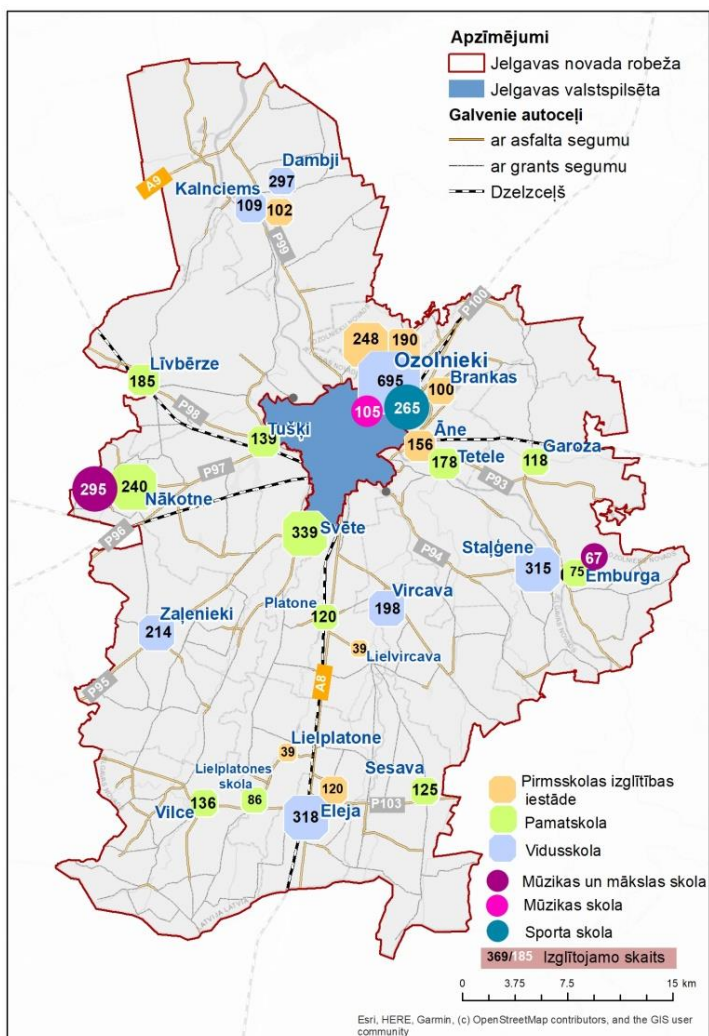 Apzīmējumi
Jelgavas novada robeža
Jelgavas valstspilsēta
Galvenie autoceļi
ar asfalta segumu
ar grants segumu
Dzelzceļš
Dambji
297
A9
Kalnciems
109
102
P99
P100
248
190
Ozolnieki
695
Brankas
100
Līvbērze
185
P98
105
265
Tušķi
139
Āne
156
Garoza
118
178
Tetele
P93
P97
295
240
Nākotne
P96
Svēte
339
P94
Staļģene
315
67
75
Emburga
Vircava
198
Zaļenieki
214
Platone
120
39
Lielvircava
P95
A8
Lielplatone
39
Lielplatones
skola
86
Sesava
125
136
Vilce
120
Eleja
318
P103
LATVIJA LATVIJA
Pirmsskolas izglītības
iestāde
Pamatskola
Vidusskola
Mūzikas un mākslas skola
Mūzikas skola
Sporta skola
369/185 Izglītojamo skaits
0 3.75 7.5 15 km
Esri, HERE, Garmin, (c) OpenStreetMap contributors, and the GIS user
community